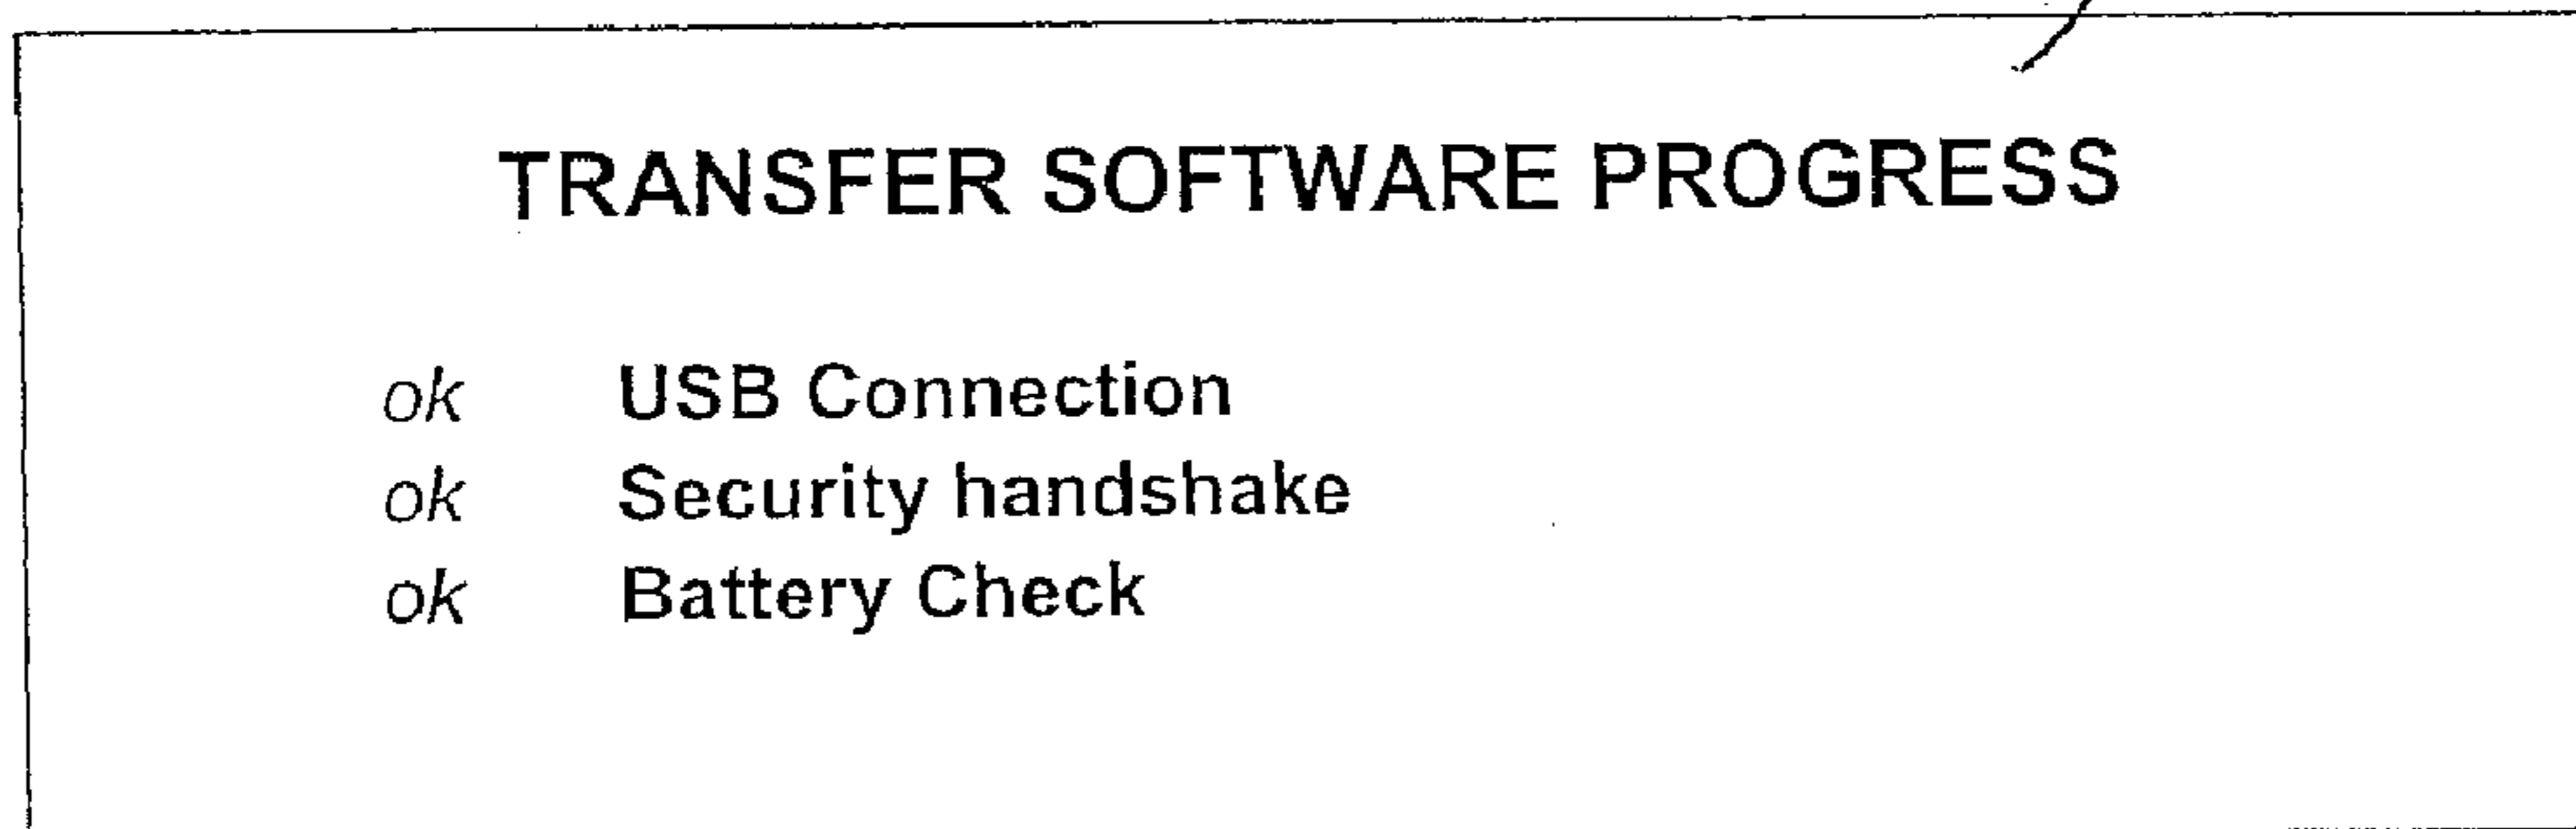 TRANSFER SOFTWARE PROGRESS
ok USB Connection
ok Security handshake
ok Battery Check